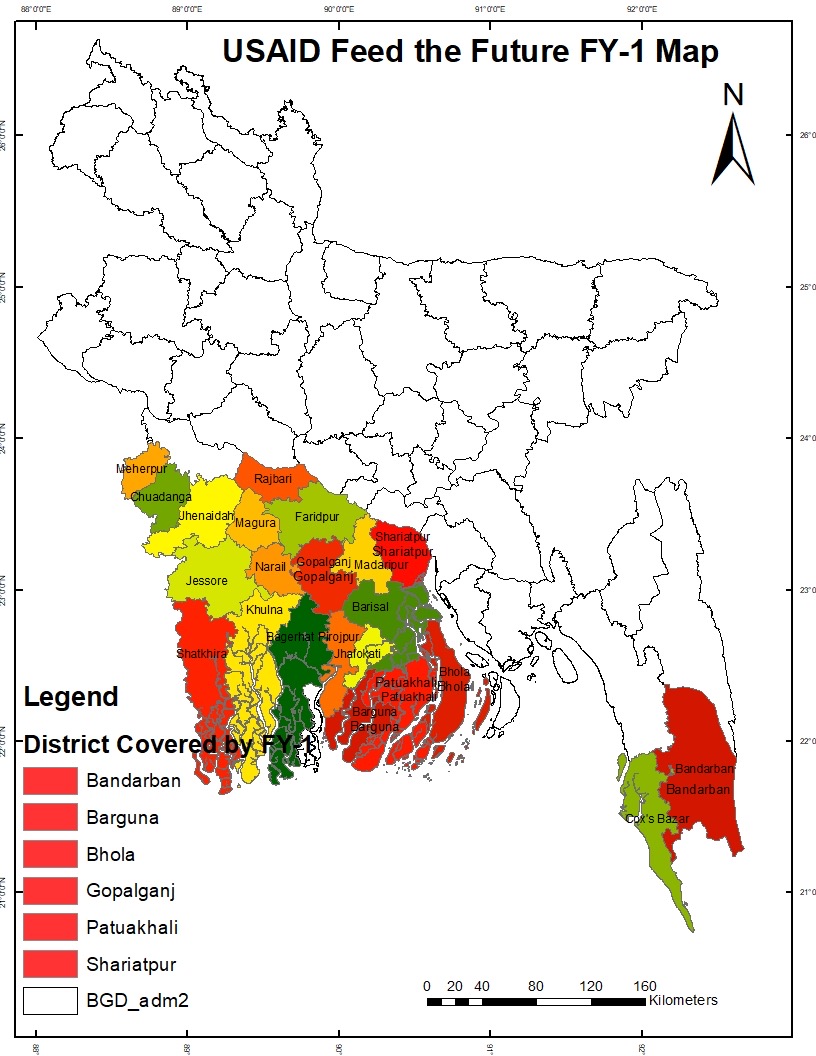 88°0'0"E 89°0'0"E 90°0'0"E 91°0'0"E 92°0'0"E
USAID Feed the Future FY-1 Map
N
26°0'0"N 26°0
25°0'0"N 25°0
24°0'0"N 24°0
23°0'0"N 23°0
22°0'0"N 22°0
21°0'0"N 21°0
Meherpur
Rajbari
Chuadanga
Jhenaidah
Magura
Faridpur
Shariatpur
Shariatpur
Gopalganj
Madaripur
Narail
Gopalganj
Jessore
Khulna
Barisal
Bagerhat
Pirojpur
Shatkhira
Jhalokati
Bhola
Patuakhali
Bhola
Patuakhali
Barguna
Barguna
Bandarban
Bandarban
Cox's Bazar
Legend
District Covered by FY-1
Bandarban
Barguna
Bhola
Gopalganj
Patuakhali
Shariatpur
BGD_adm2
0 20 40 80 120 160
Kilometers
88° 89° 90° 91° 92°